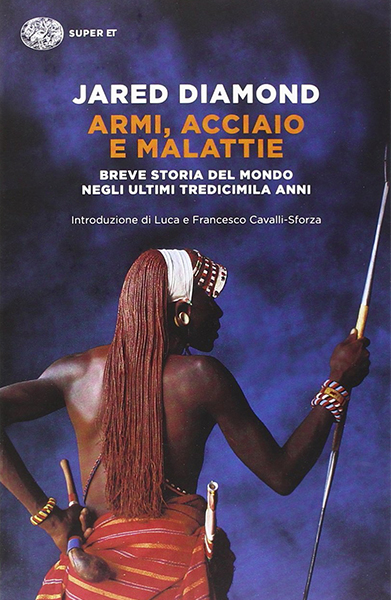 SUPER ET
JARED DIAMOND
ARMI, ACCIAIO
E MALATTIE
BREVE STORIA DEL MONDO
NEGLI ULTIMI TREDICIMILA ANNI
Introduzione di Luca e Francesco Cavalli-Sforza